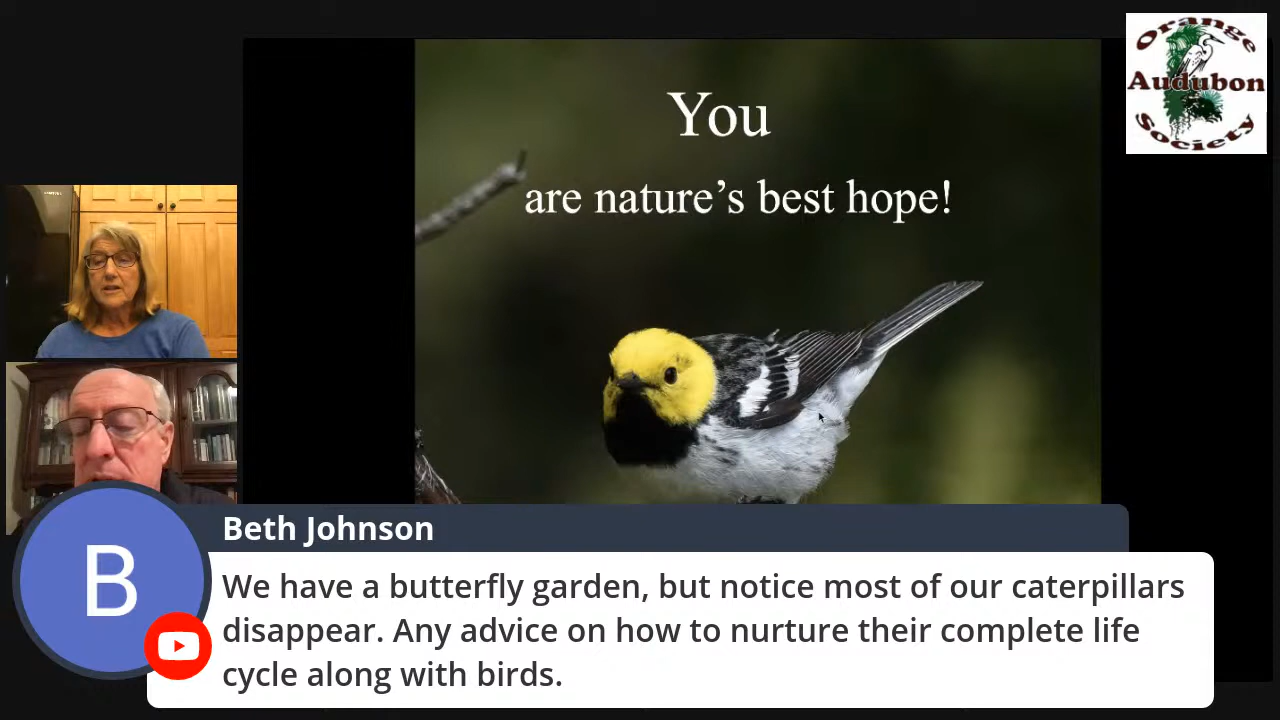 Orange
Audubon
Society
You
are nature's best hope!
B
Beth Johnson
We have a butterfly garden, but notice most of our caterpillars
disappear. Any advice on how to nurture their complete life
cycle along with birds.